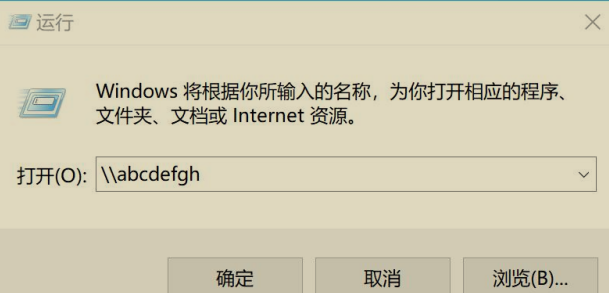 运行
Windows 将根据你所输入的名称，为你打开相应的程序、
文件夹、文档或 Internet 资源。
打开(O): \\abcdefgh
确定 取消 浏览(B)...